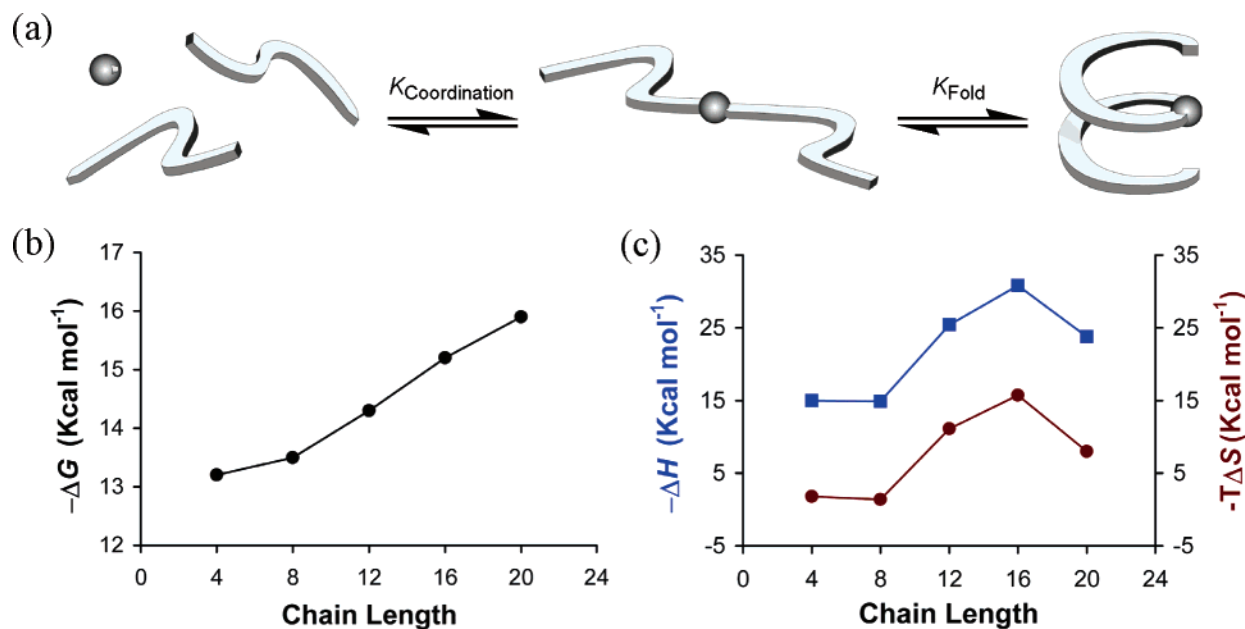 (a)
K Coordination
K Fold
(b)
17
16
15
14
13
12
−ΔG (Kcal mol⁻¹)
0 4 8 12 16 20 24
Chain Length
(c)
35
25
15
5
-5
−ΔH (Kcal mol⁻¹)
35
25
15
5
-5
-TΔS (Kcal mol⁻¹)
0 4 8 12 16 20 24
Chain Length